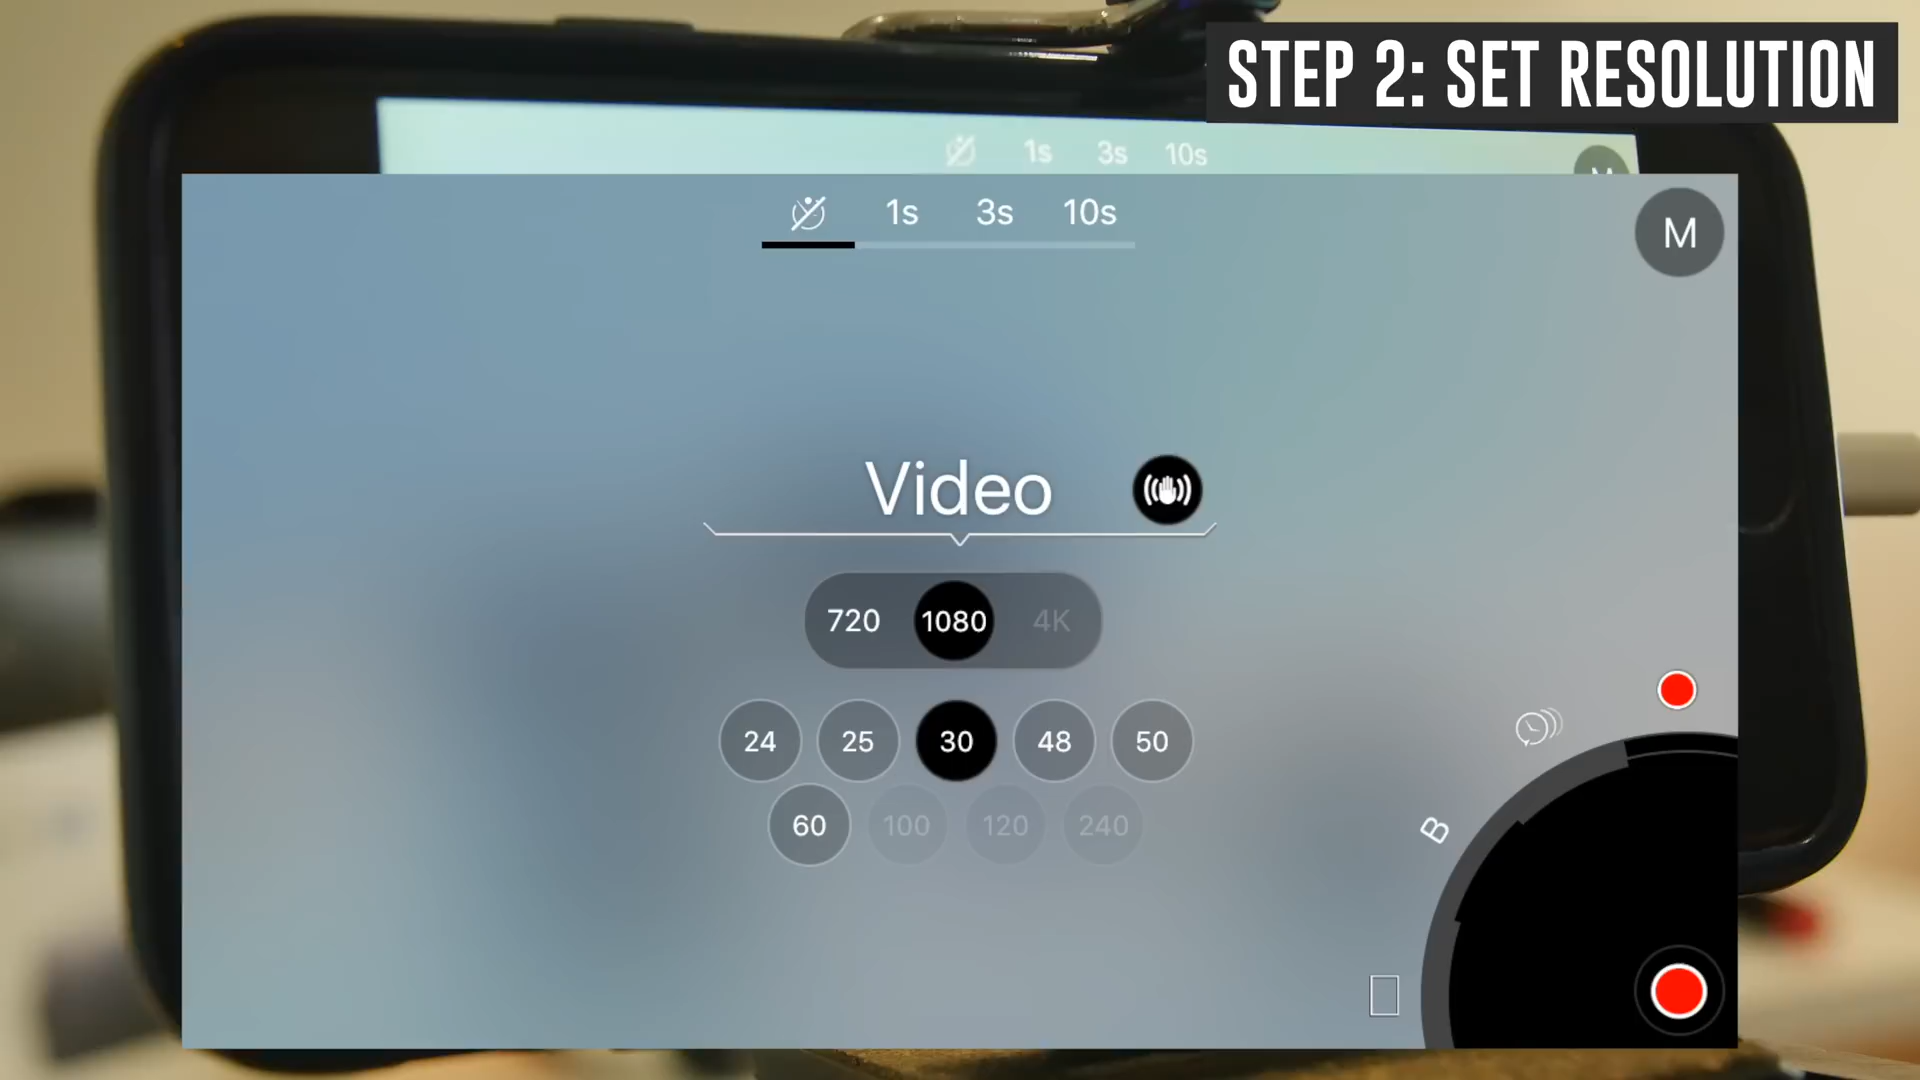 STEP 2: SET RESOLUTION
1s 3s 10s
1s 3s 10s
M
Video
720 1080 4K
24 25 30 48 50
60 100 120 240
B